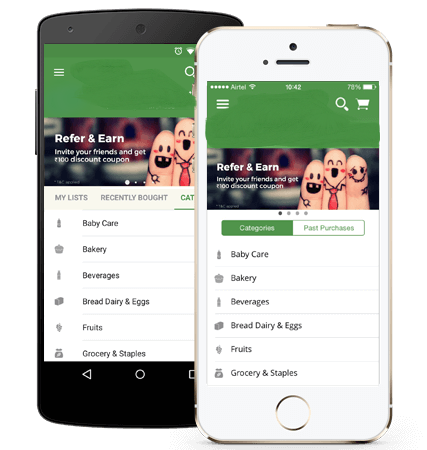 Refer & Earn
Invite your friends and get
₹100 discount coupon
MY LISTS RECENTLY BOUGHT CAT
Baby Care
Bakery
Beverages
Bread Dairy & Eggs
Fruits
Grocery & Staples
Airtel 10:42 78%
Refer & Earn
Invite your friends and get
₹100 discount coupon
Categories Past Purchases
Baby Care
Bakery
Beverages
Bread Dairy & Eggs
Fruits
Grocery & Staples